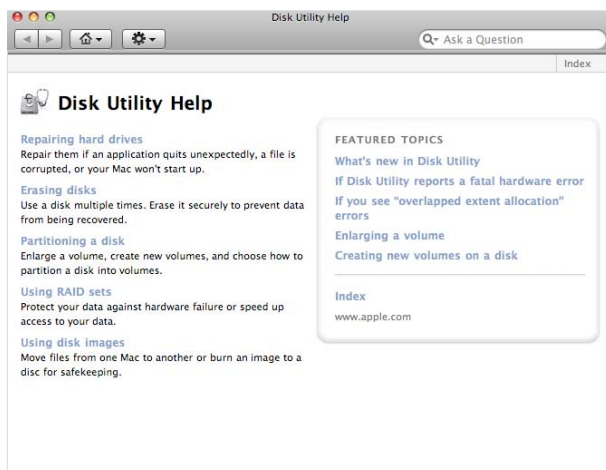 Disk Utility Help
Ask a Question
Index
Disk Utility Help
Repairing hard drives
Repair them if an application quits unexpectedly, a file is
corrupted, or your Mac won't start up.
Erasing disks
Use a disk multiple times. Erase it securely to prevent data
from being recovered.
Partitioning a disk
Enlarge a volume, create new volumes, and choose how to
partition a disk into volumes.
Using RAID sets
Protect your data against hardware failure or speed up
access to your data.
Using disk images
Move files from one Mac to another or burn an image to a
disc for safekeeping.
FEATURED TOPICS
What's new in Disk Utility
If Disk Utility reports a fatal hardware error
If you see "overlapped extent allocation"
errors
Enlarging a volume
Creating new volumes on a disk
Index
www.apple.com